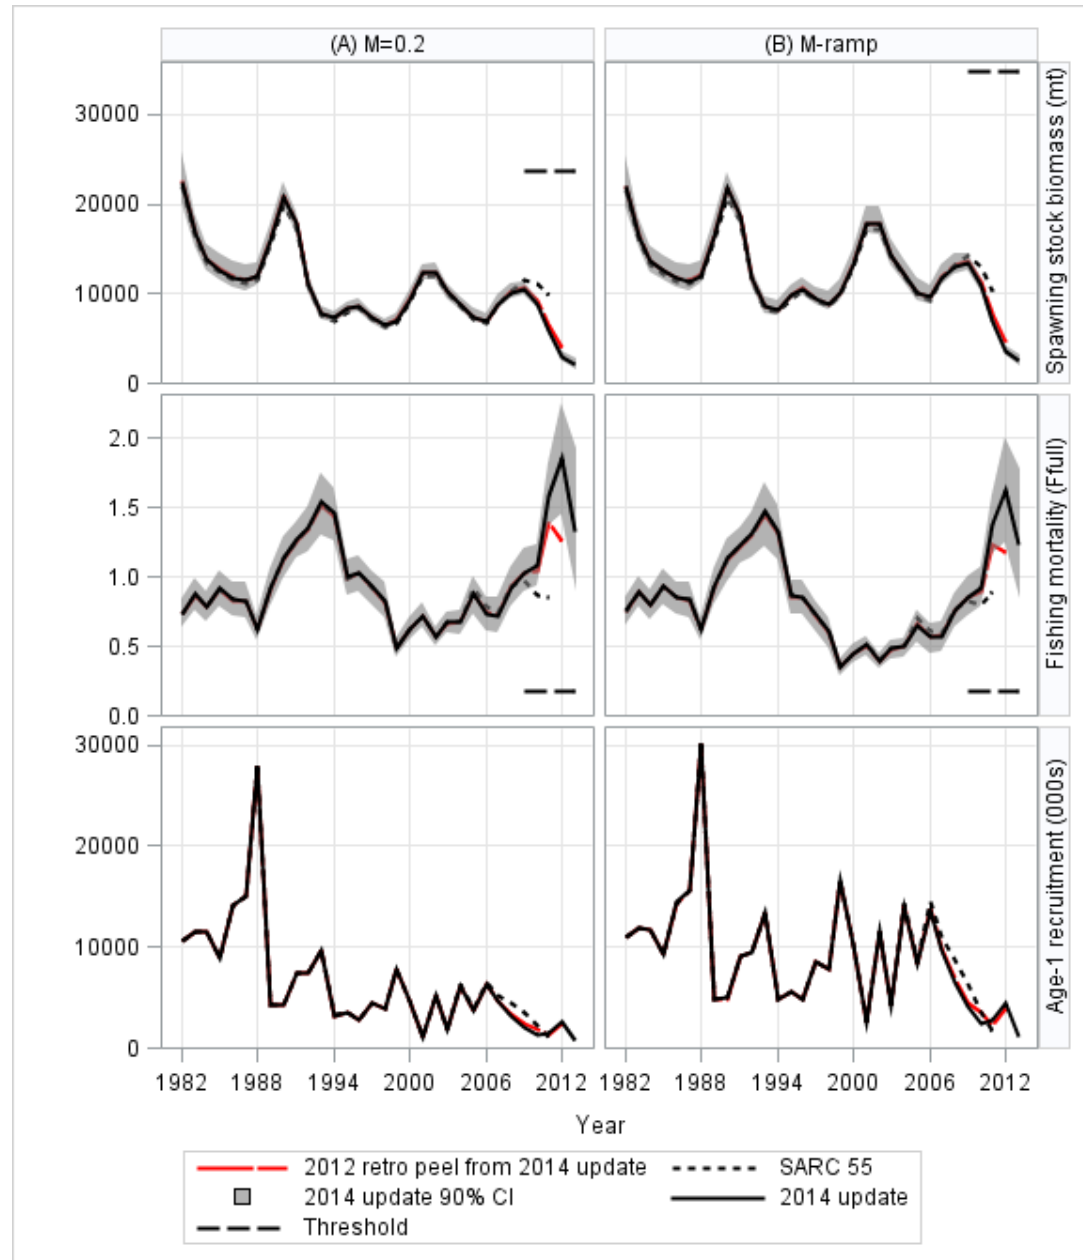 (A) M=0.2
(B) M-ramp
30000
20000
10000
0
Spawning stock biomass (mt)
2.0
1.5
1.0
0.5
0.0
Fishing mortality (Ffull)
30000
20000
10000
0
Age-1 recruitment (000s)
1982 1988 1994 2000 2006 2012 1982 1988 1994 2000 2006 2012
Year
2012 retro peel from 2014 update SARC 55
2014 update 90% CI 2014 update
Threshold